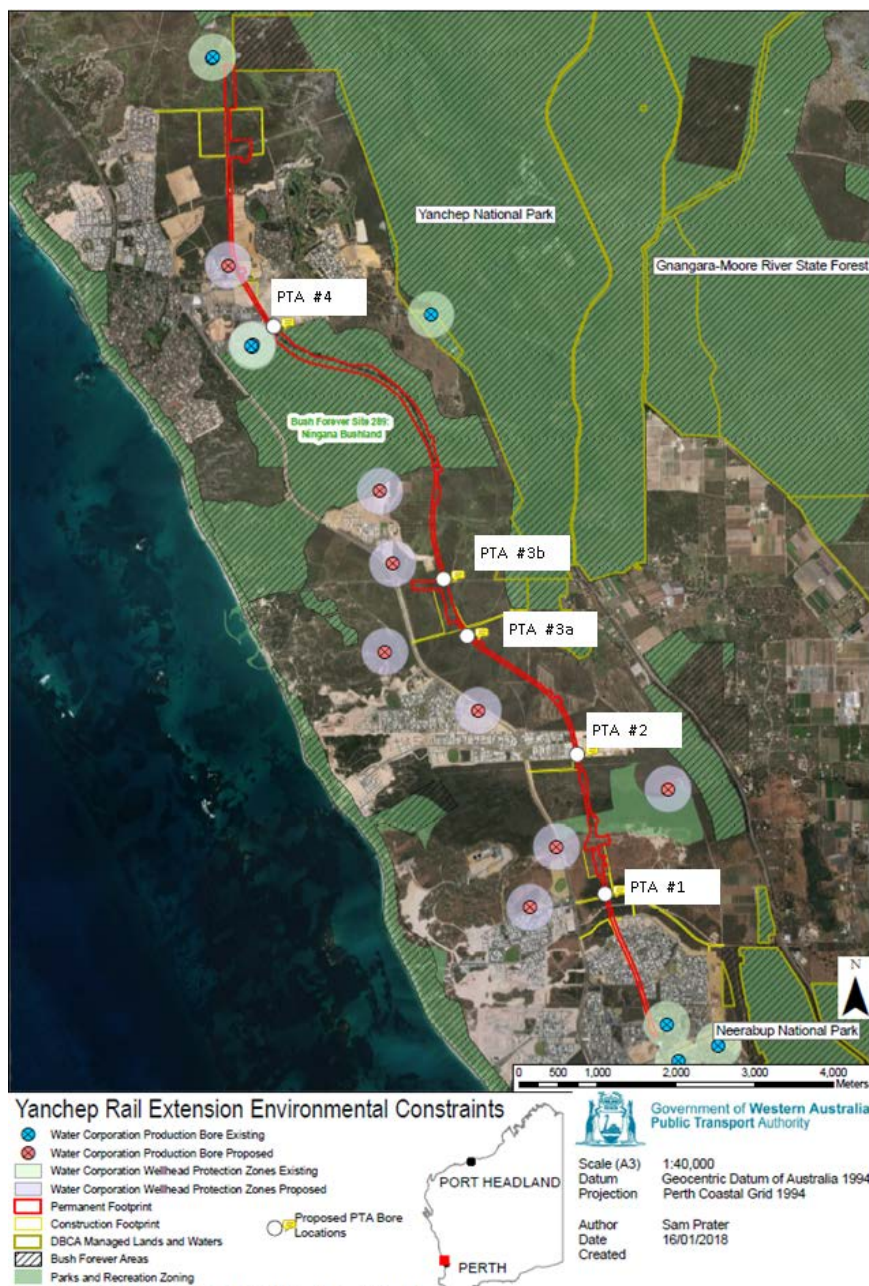 Yanchep National Park
Gnangara-Moore River State Forest
PTA #4
Bush Forever Site 289:
Ningana Bushland
PTA #3b
PTA #3a
PTA #2
PTA #1
N
Neerabup National Park
0 500 1,000 2,000 3,000 4,000
Meters
Yanchep Rail Extension Environmental Constraints
Water Corporation Production Bore Existing
Water Corporation Production Bore Proposed
Water Corporation Wellhead Protection Zones Existing
Water Corporation Wellhead Protection Zones Proposed
Permanent Footprint
Construction Footprint
DBCA Managed Lands and Waters
Bush Forever Areas
Parks and Recreation Zoning
Proposed PTA Bore
Locations
PORT HEADLAND
PERTH
Government of Western Australia
Public Transport Authority
Scale (A3) 1:40,000
Datum Geocentric Datum of Australia 1994
Projection Perth Coastal Grid 1994
Author Sam Prater
Date 16/01/2018
Created